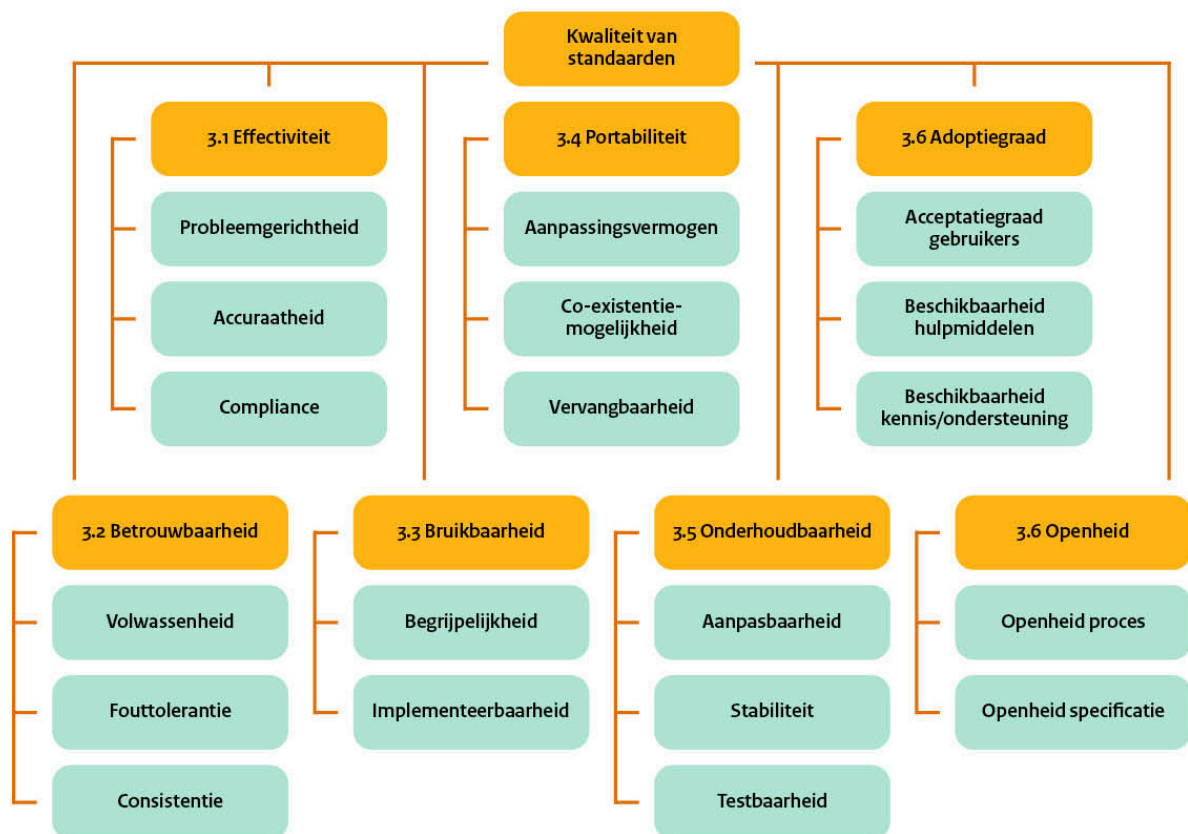 Kwaliteit van
standaarden
3.1 Effectiviteit
Probleemgerichtheid
Accuraatheid
Compliance
3.4 Portabiliteit
Aanpassingsvermogen
Co-existentie-
mogelijkheid
Vervangbaarheid
3.6 Adoptiegraad
Acceptatiegraad
gebruikers
Beschikbaarheid
hulpmiddelen
Beschikbaarheid
kennis/ondersteuning
3.2 Betrouwbaarheid
Volwassenheid
Fouttolerantie
Consistentie
3.3 Bruikbaarheid
Begrijpelijkheid
Implementeerbaarheid
3.5 Onderhoudbaarheid
Aanpasbaarheid
Stabiliteit
Testbaarheid
3.6 Openheid
Openheid proces
Openheid specificatie